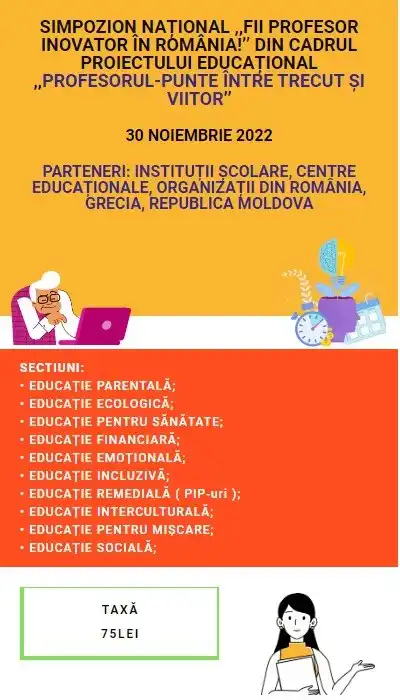 SIMPOZION NAȚIONAL ,,FII PROFESOR
INOVATOR ÎN ROMÂNIA!” DIN CADRUL
PROIECTULUI EDUCAȚIONAL
,,PROFESORUL-PUNTE ÎNTRE TRECUT ȘI
VIITOR”
30 NOIEMBRIE 2022
PARTENERI: INSTITUȚII ȘCOLARE, CENTRE
EDUCAȚIONALE, ORGANIZAȚII DIN ROMÂNIA,
GRECIA, REPUBLICA MOLDOVA
SECTIUNI:
• EDUCAȚIE PARENTALĂ;
• EDUCAȚIE ECOLOGICĂ;
• EDUCAȚIE PENTRU SĂNĂTATE;
• EDUCAȚIE FINANCIARĂ;
• EDUCAȚIE EMOȚIONALĂ;
• EDUCAȚIE INCLUZIVĂ;
• EDUCAȚIE REMEDIALĂ ( PIP-uri );
• EDUCAȚIE INTERCULTURALĂ;
• EDUCAȚIE PENTRU MIȘCARE;
• EDUCAȚIE SOCIALĂ;
TAXĂ
75LEI